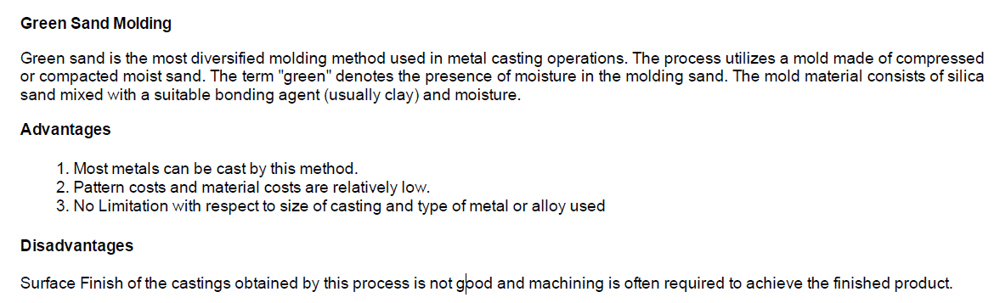 Green Sand Molding
Green sand is the most diversified molding method used in metal casting operations. The process utilizes a mold made of compressed
or compacted moist sand. The term "green" denotes the presence of moisture in the molding sand. The mold material consists of silica
sand mixed with a suitable bonding agent (usually clay) and moisture.
Advantages
1. Most metals can be cast by this method.
2. Pattern costs and material costs are relatively low.
3. No Limitation with respect to size of casting and type of metal or alloy used
Disadvantages
Surface Finish of the castings obtained by this process is not good and machining is often required to achieve the finished product.